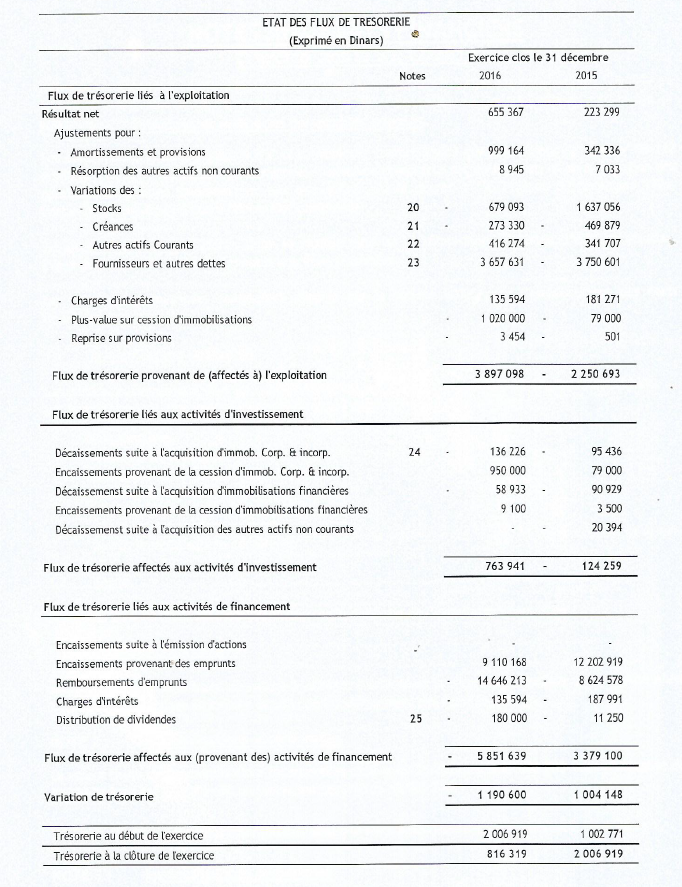 ETAT DES FLUX DE TRESORERIE
(Exprimé en Dinars)
Exercice clos le 31 décembre
Notes 2016 2015
Flux de trésorerie liés à l'exploitation
Résultat net 655 367 223 299
Ajustements pour :
- Amortissements et provisions 999 164 342 336
- Résorption des autres actifs non courants 8 945 7 033
- Variations des :
- Stocks 20 - 679 093 1 637 056
- Créances 21 - 273 330 - 469 879
- Autres actifs Courants 22 416 274 - 341 707
- Fournisseurs et autres dettes 23 3 657 631 - 3 750 601
- Charges d'intérêts 135 594 181 271
- Plus-value sur cession d'immobilisations - 1 020 000 - 79 000
- Reprise sur provisions - 3 454 - 501
Flux de trésorerie provenant de (affectés à) l'exploitation 3 897 098 - 2 250 693
Flux de trésorerie liés aux activités d'investissement
Décaissements suite à l'acquisition d'immob. Corp. & incorp. 24 - 136 226 - 95 436
Encaissements provenant de la cession d'immob. Corp. & incorp. 950 000 79 000
Décaissemenst suite à l'acquisition d'immobilisations financières - 58 933 - 90 929
Encaissements provenant de la cession d'immobilisations financières 9 100 3 500
Décaissemenst suite à l'acquisition des autres actifs non courants - - 20 394
Flux de trésorerie affectés aux activités d'investissement 763 941 - 124 259
Flux de trésorerie liés aux activités de financement
Encaissements suite à l'émission d'actions - -
Encaissements provenant des emprunts 9 110 168 12 202 919
Remboursements d'emprunts - 14 646 213 - 8 624 578
Charges d'intérêts - 135 594 - 187 991
Distribution de dividendes 25 - 180 000 - 11 250
Flux de trésorerie affectés aux (provenant des) activités de financement - 5 851 639 3 379 100
Variation de trésorerie - 1 190 600 1 004 148
Trésorerie au début de l'exercice 2 006 919 1 002 771
Trésorerie à la clôture de l'exercice 816 319 2 006 919